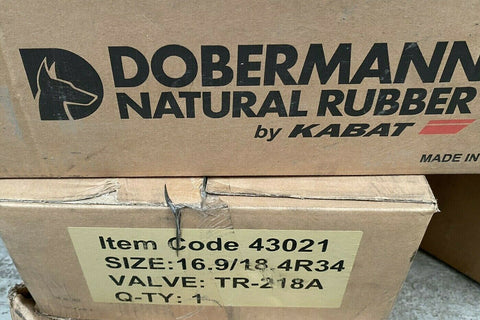 DOBERMANN
NATURAL RUBBER
by KABAT
MADE IN
Item Code 43021
SIZE:16.9/18.4R34
VALVE: TR-218A
Q-TY: 1